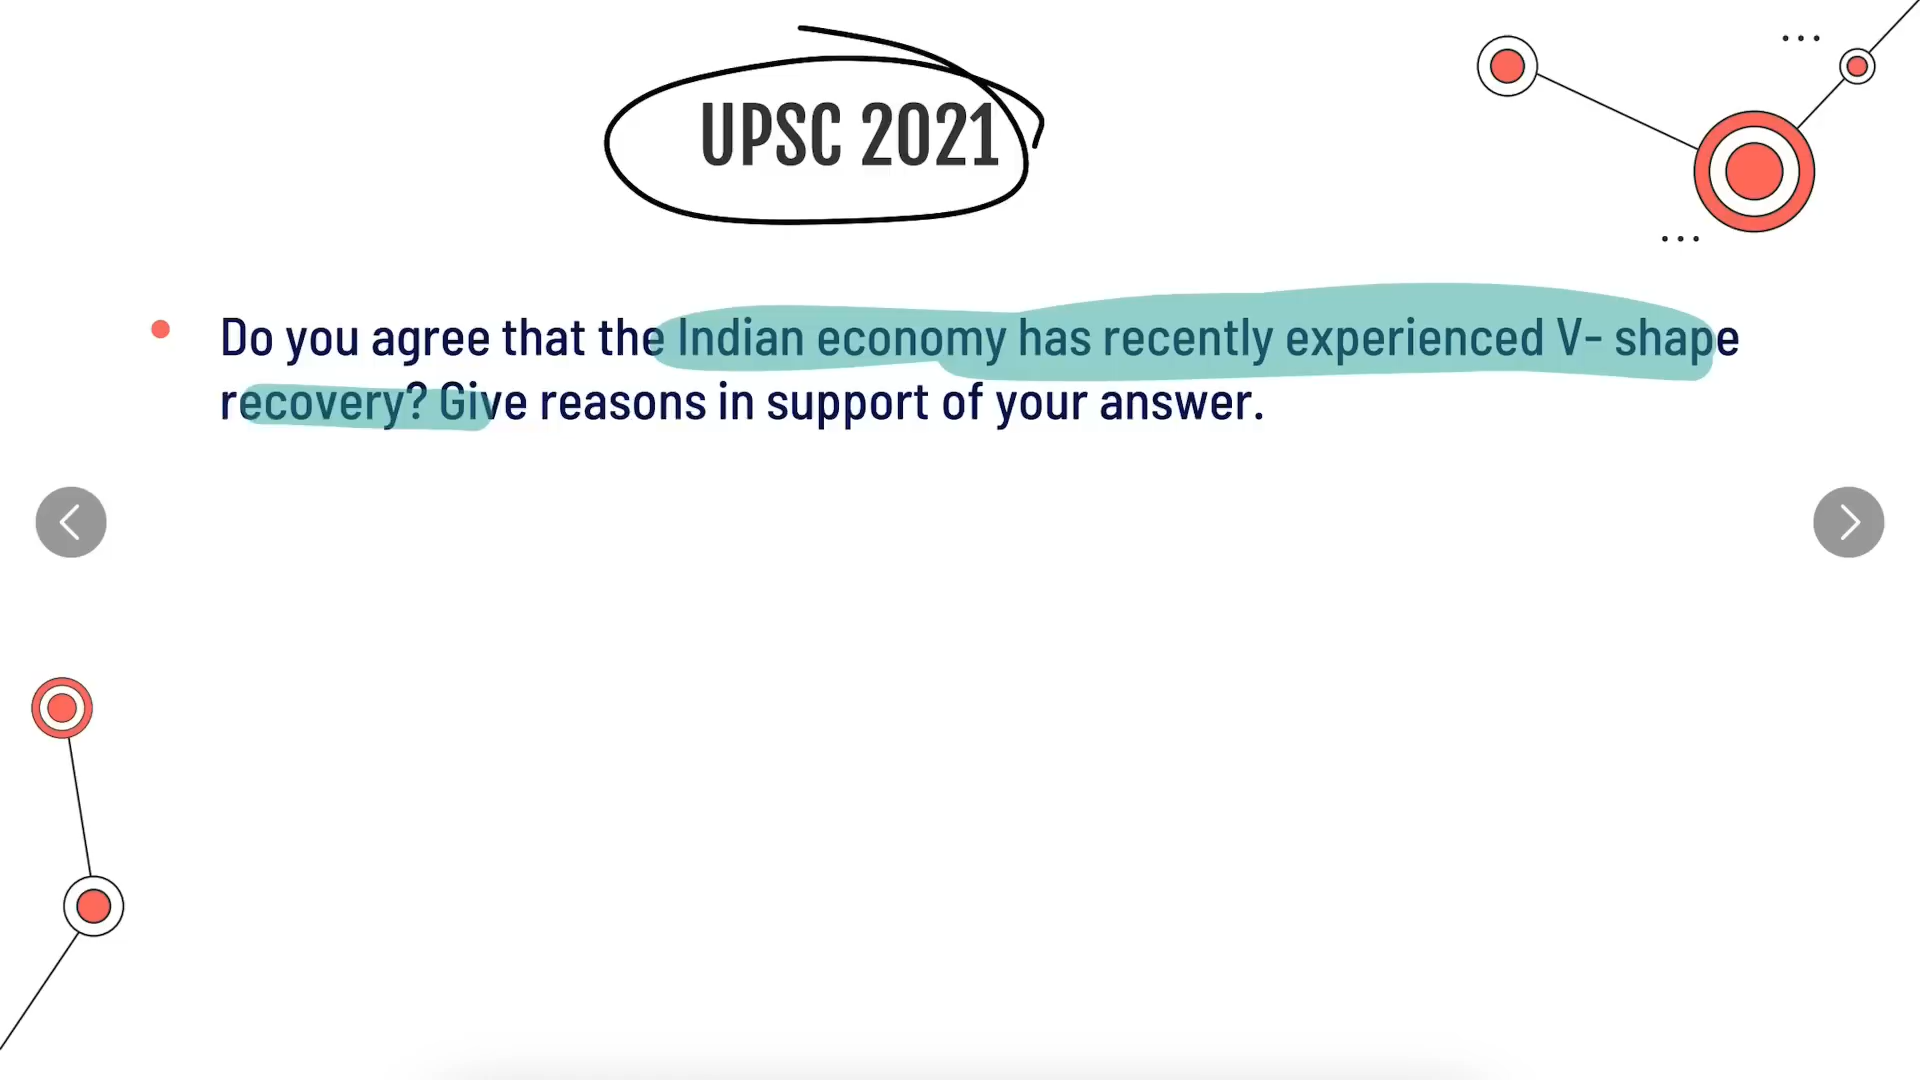 UPSC 2021
Do you agree that the Indian economy has recently experienced V- shape
recovery? Give reasons in support of your answer.